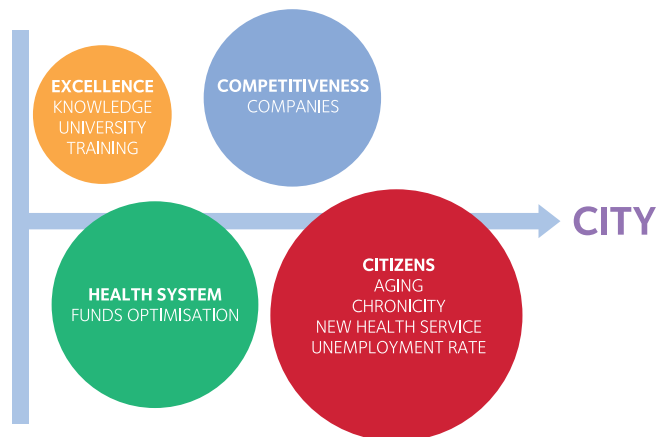 EXCELLENCE
KNOWLEDGE
UNIVERSITY
TRAINING
COMPETITIVENESS
COMPANIES
CITY
HEALTH SYSTEM
FUNDS OPTIMISATION
CITIZENS
AGING
CHRONICITY
NEW HEALTH SERVICE
UNEMPLOYMENT RATE